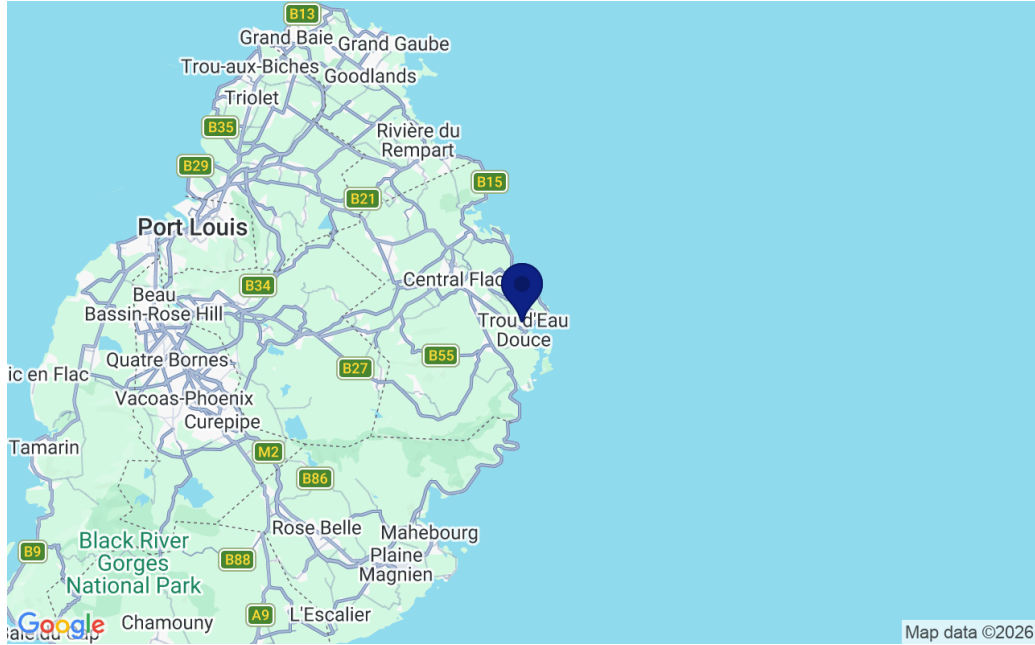 B13
Grand Baie
Grand Gaube
Trou-aux-Biches
Goodlands
Triolet
B35
Rivière du
Rempart
B29
B15
B21
Port Louis
Central Flac
B34
Beau
Bassin-Rose Hill
Trou d'Eau
Douce
Quatre Bornes
B55
B27
ic en Flac
Vacoas-Phoenix
Curepipe
Tamarin
M2
B86
Rose Belle
Mahebourg
Black River
Gorges
National Park
B9
B88
Plaine
Magnien
A9
L'Escalier
Chamouny
Google
Map data ©2026